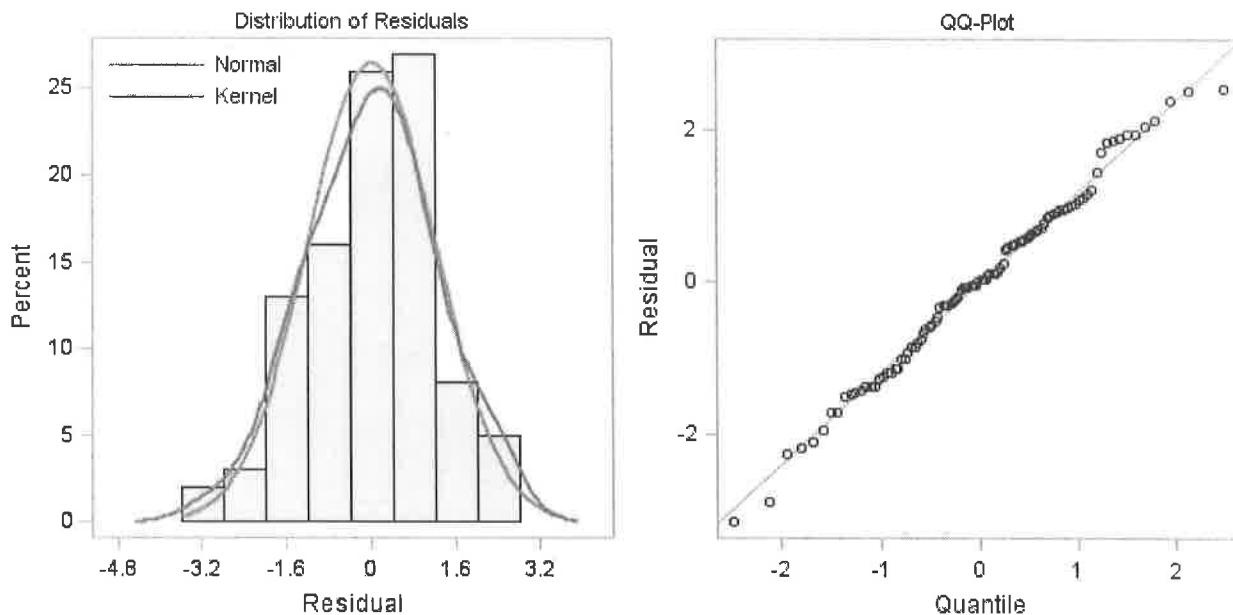 Distribution of Residuals
Normal
Kernel
25
20
15
10
5
0
Percent
-4.8 -3.2 -1.6 0 1.6 3.2
Residual
QQ-Plot
2
0
-2
Residual
-2 -1 0 1 2
Quantile